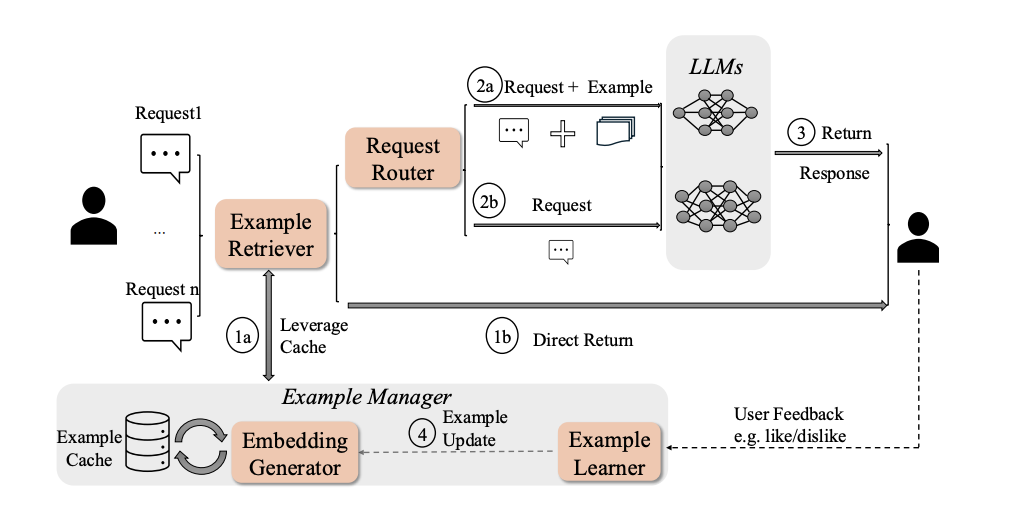 LLMs
2a Request + Example
Request1
3 Return
Request
Router
Response
2b Request
...
Example
Retriever
Request n
1a Leverage
Cache
1b Direct Return
Example Manager
User Feedback
e.g. like/dislike
4 Example
Update
Example
Cache
Embedding
Generator
Example
Learner